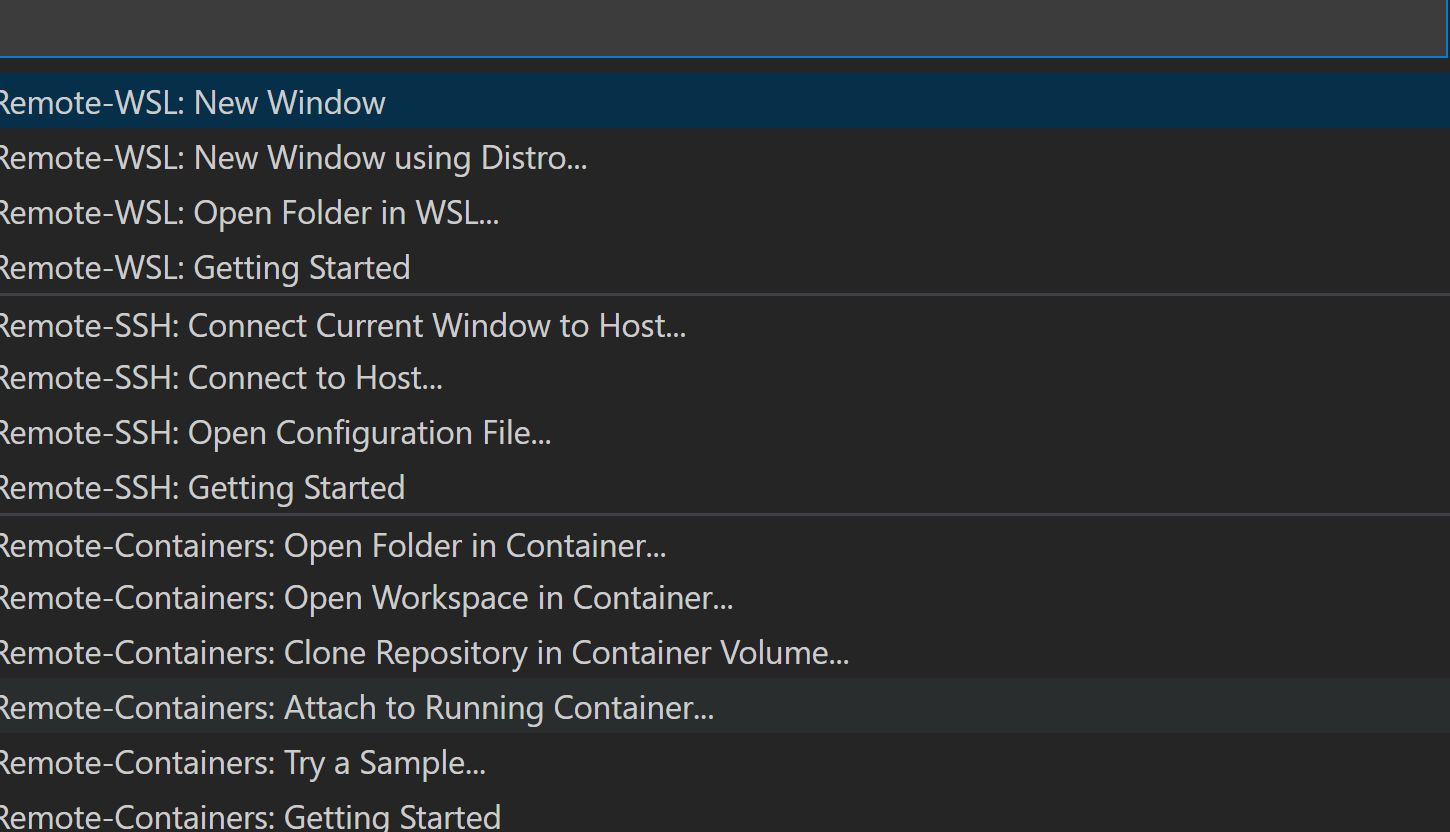 Remote-WSL: New Window
Remote-WSL: New Window using Distro...
Remote-WSL: Open Folder in WSL...
Remote-WSL: Getting Started
Remote-SSH: Connect Current Window to Host...
Remote-SSH: Connect to Host...
Remote-SSH: Open Configuration File...
Remote-SSH: Getting Started
Remote-Containers: Open Folder in Container...
Remote-Containers: Open Workspace in Container...
Remote-Containers: Clone Repository in Container Volume...
Remote-Containers: Attach to Running Container...
Remote-Containers: Try a Sample...
Remote-Containers: Getting Started